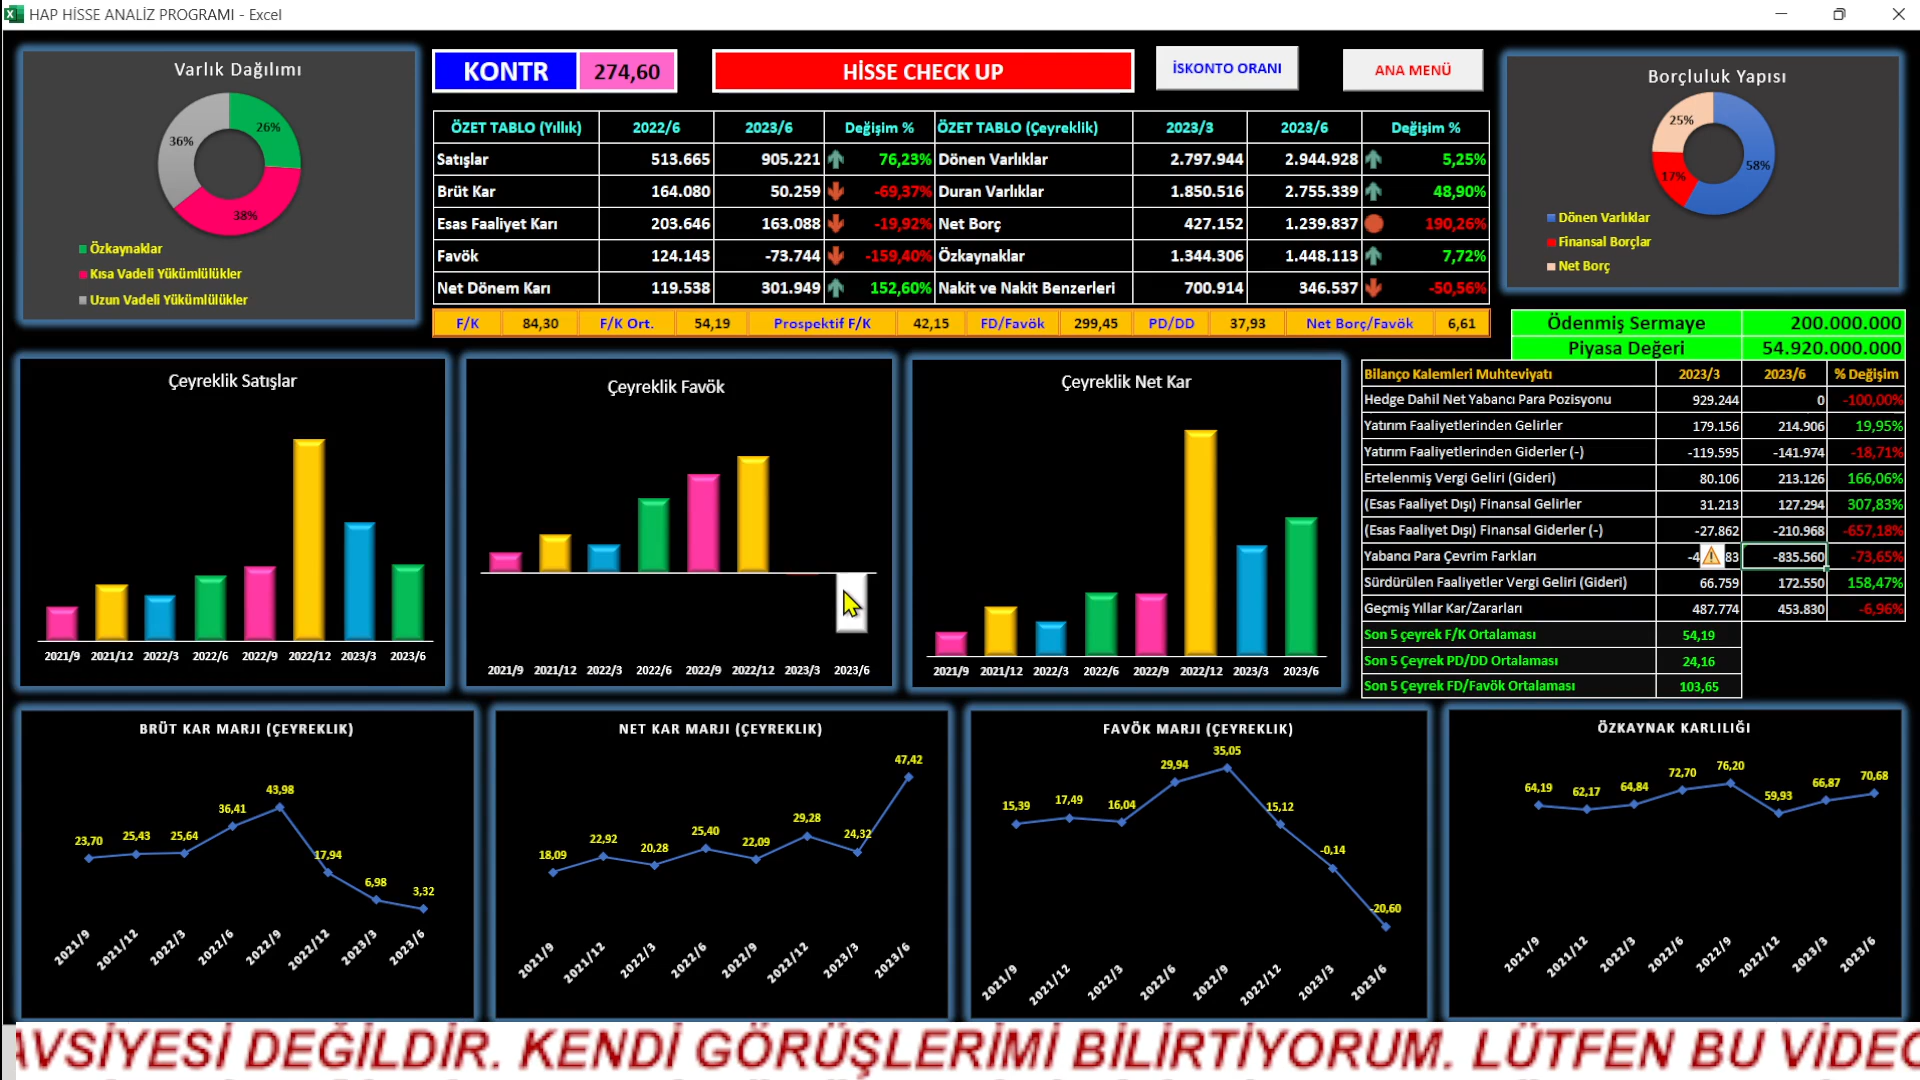 HAP HİSSE ANALİZ PROGRAMI - Excel
Varlık Dağılımı
26%
38%
36%
Özkaynaklar
Kısa Vadeli Yükümlülükler
Uzun Vadeli Yükümlülükler
KONTR 274,60
HİSSE CHECK UP
İSKONTO ORANI
ANA MENÜ
ÖZET TABLO (Yıllık) 2022/6 2023/6 Değişim % ÖZET TABLO (Çeyreklik) 2023/3 2023/6 Değişim %
Satışlar 513.665 905.221 76,23% Dönen Varlıklar 2.797.944 2.944.928 5,25%
Brüt Kar 164.080 50.259 -69,37% Duran Varlıklar 1.850.516 2.755.339 48,90%
Esas Faaliyet Karı 203.646 163.088 -19,92% Net Borç 427.152 1.239.837 190,26%
Favök 124.143 -73.744 -159,40% Özkaynaklar 1.344.306 1.448.113 7,72%
Net Dönem Karı 119.538 301.949 152,60% Nakit ve Nakit Benzerleri 700.914 346.537 -50,56%
F/K 84,30 F/K Ort. 54,19 Prospektif F/K 42,15 FD/Favök 299,45 PD/DD 37,93 Net Borç/Favök 6,61
Borçluluk Yapısı
25%
58%
17%
Dönen Varlıklar
Finansal Borçlar
Net Borç
Ödenmiş Sermaye 200.000.000
Piyasa Değeri 54.920.000.000
Çeyreklik Satışlar
2021/9 2021/12 2022/3 2022/6 2022/9 2022/12 2023/3 2023/6
Çeyreklik Favök
2021/9 2021/12 2022/3 2022/6 2022/9 2022/12 2023/3 2023/6
Çeyreklik Net Kar
2021/9 2021/12 2022/3 2022/6 2022/9 2022/12 2023/3 2023/6
Bilanço Kalemleri Muhteviyatı 2023/3 2023/6 % Değişim
Hedge Dahil Net Yabancı Para Pozisyonu 929.244 0 -100,00%
Yatırım Faaliyetlerinden Gelirler 179.156 214.906 19,95%
Yatırım Faaliyetlerinden Giderler (-) -119.595 -141.974 -18,71%
Ertelenmiş Vergi Geliri (Gideri) 80.106 213.126 166,06%
(Esas Faaliyet Dışı) Finansal Gelirler 31.213 127.294 307,83%
(Esas Faaliyet Dışı) Finansal Giderler (-) -27.862 -210.968 -657,18%
Yabancı Para Çevrim Farkları -4 83 -835.560 -73,65%
Sürdürülen Faaliyetler Vergi Geliri (Gideri) 66.759 172.550 158,47%
Geçmiş Yıllar Kar/Zararları 487.774 453.830 -6,96%
Son 5 çeyrek F/K Ortalaması 54,19
Son 5 Çeyrek PD/DD Ortalaması 24,16
Son 5 Çeyrek FD/Favök Ortalaması 103,65
BRÜT KAR MARJI (ÇEYREKLIK)
23,70 25,43 25,64 36,41 43,98 17,94 6,98 3,32
2021/9 2021/12 2022/3 2022/6 2022/9 2022/12 2023/3 2023/6
NET KAR MARJI (ÇEYREKLIK)
18,09 22,92 20,28 25,40 22,09 29,28 24,32 47,42
2021/9 2021/12 2022/3 2022/6 2022/9 2022/12 2023/3 2023/6
FAVÖK MARJI (ÇEYREKLIK)
15,39 17,49 16,04 29,94 35,05 15,12 -0,14 -20,60
2021/9 2021/12 2022/3 2022/6 2022/9 2022/12 2023/3 2023/6
ÖZKAYNAK KARLILIĞI
64,19 62,17 64,84 72,70 76,20 59,93 66,87 70,68
2021/9 2021/12 2022/3 2022/6 2022/9 2022/12 2023/3 2023/6
AVSİYESİ DEĞİLDİR. KENDİ GÖRÜŞLERİMİ BİLİRTİYORUM. LÜTFEN BU VİDEO